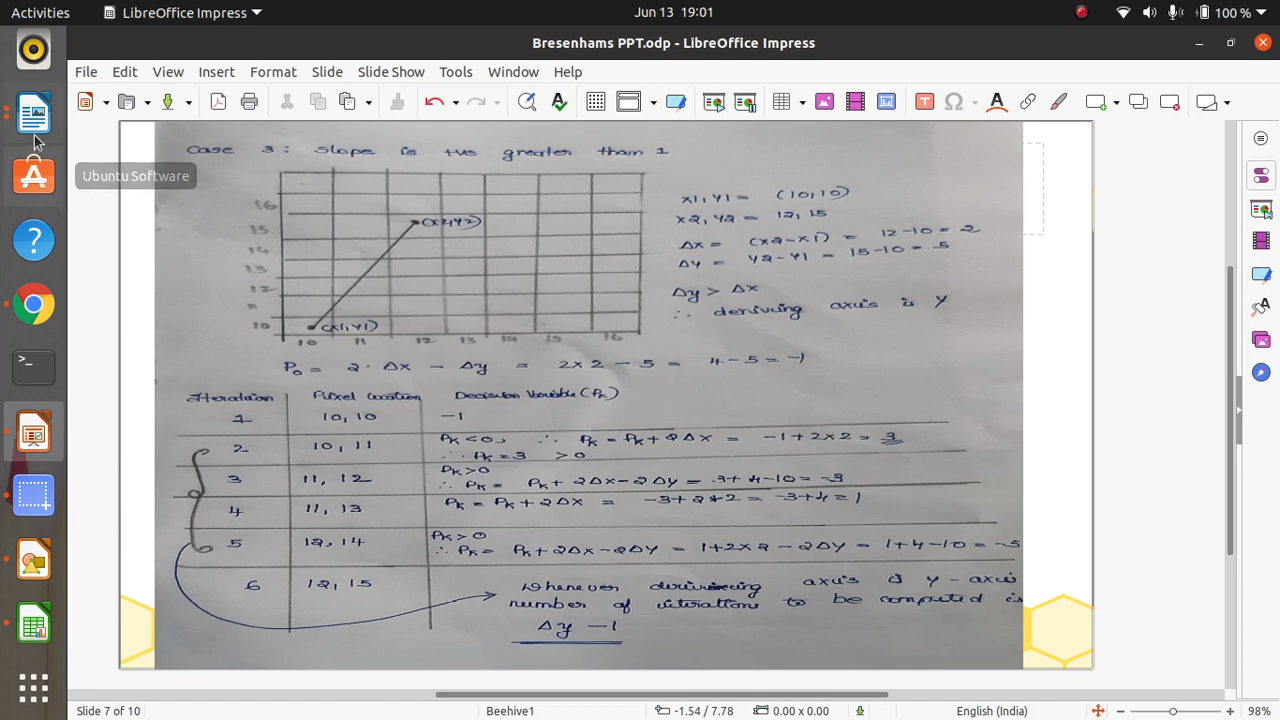 Activities
LibreOffice Impress
Jun 13 19:01
100 %
Bresenhams PPT.odp - LibreOffice Impress
File Edit View Insert Format Slide Slide Show Tools Window Help
Ubuntu Software
Case 3: Slope is +ve greater than 1
16
15
14
13
12
11
10
(x2,y2)
(x1,y1)
10 11 12 13 14 15 16
x1,y1 = (10,10)
x2,y2 = 12,15
Δx = (x2-x1) = 12-10 = 2
Δy = y2-y1 = 15-10 = 5
Δy > Δx
∴ deriving axis is y
P₀ = 2·Δx - Δy = 2x2 - 5 = 4-5 = -1
Iteration Pixel location Decision Variable (Pk)
1 10, 10 -1
2 10, 11 Pk<0, ∴ Pk = Pk+2Δx = -1+2x2 = 3
∴ Pk = 3 >0
3 11, 12 Pk>0
∴ Pk = Pk+2Δx-2Δy = 3+4-10 = -3
4 11, 13 Pk = Pk+2Δx = -3+2*2 = -3+4 = 1
5 12, 14 Pk>0
∴ Pk = Pk+2Δx-2Δy = 1+2x2-2Δy = 1+4-10 = -5
6 12, 15
Whenever deriving axis is y-axis
number of iterations to be computed is
Δy -1
Slide 7 of 10
Beehive1
-1.54 / 7.78
0.00 x 0.00
English (India)
98%